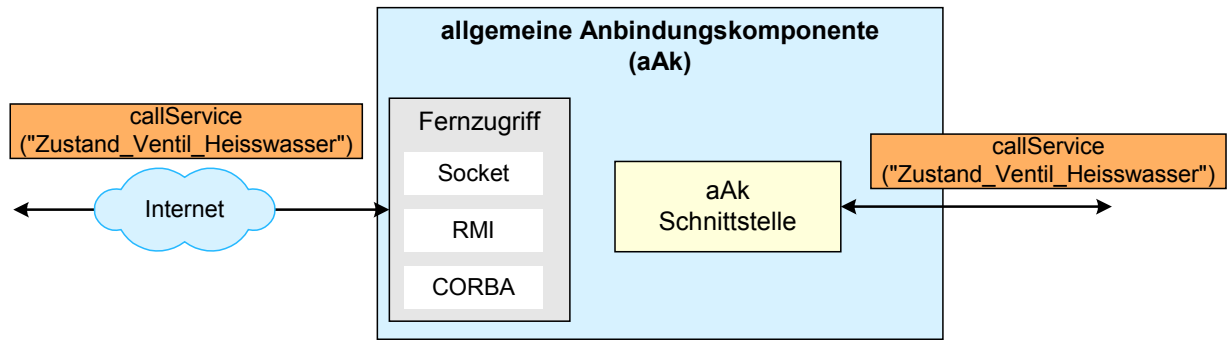 allgemeine Anbindungskomponente
(aAk)
callService
("Zustand_Ventil_Heisswasser")
Internet
Fernzugriff
Socket
RMI
CORBA
aAk
Schnittstelle
callService
("Zustand_Ventil_Heisswasser")